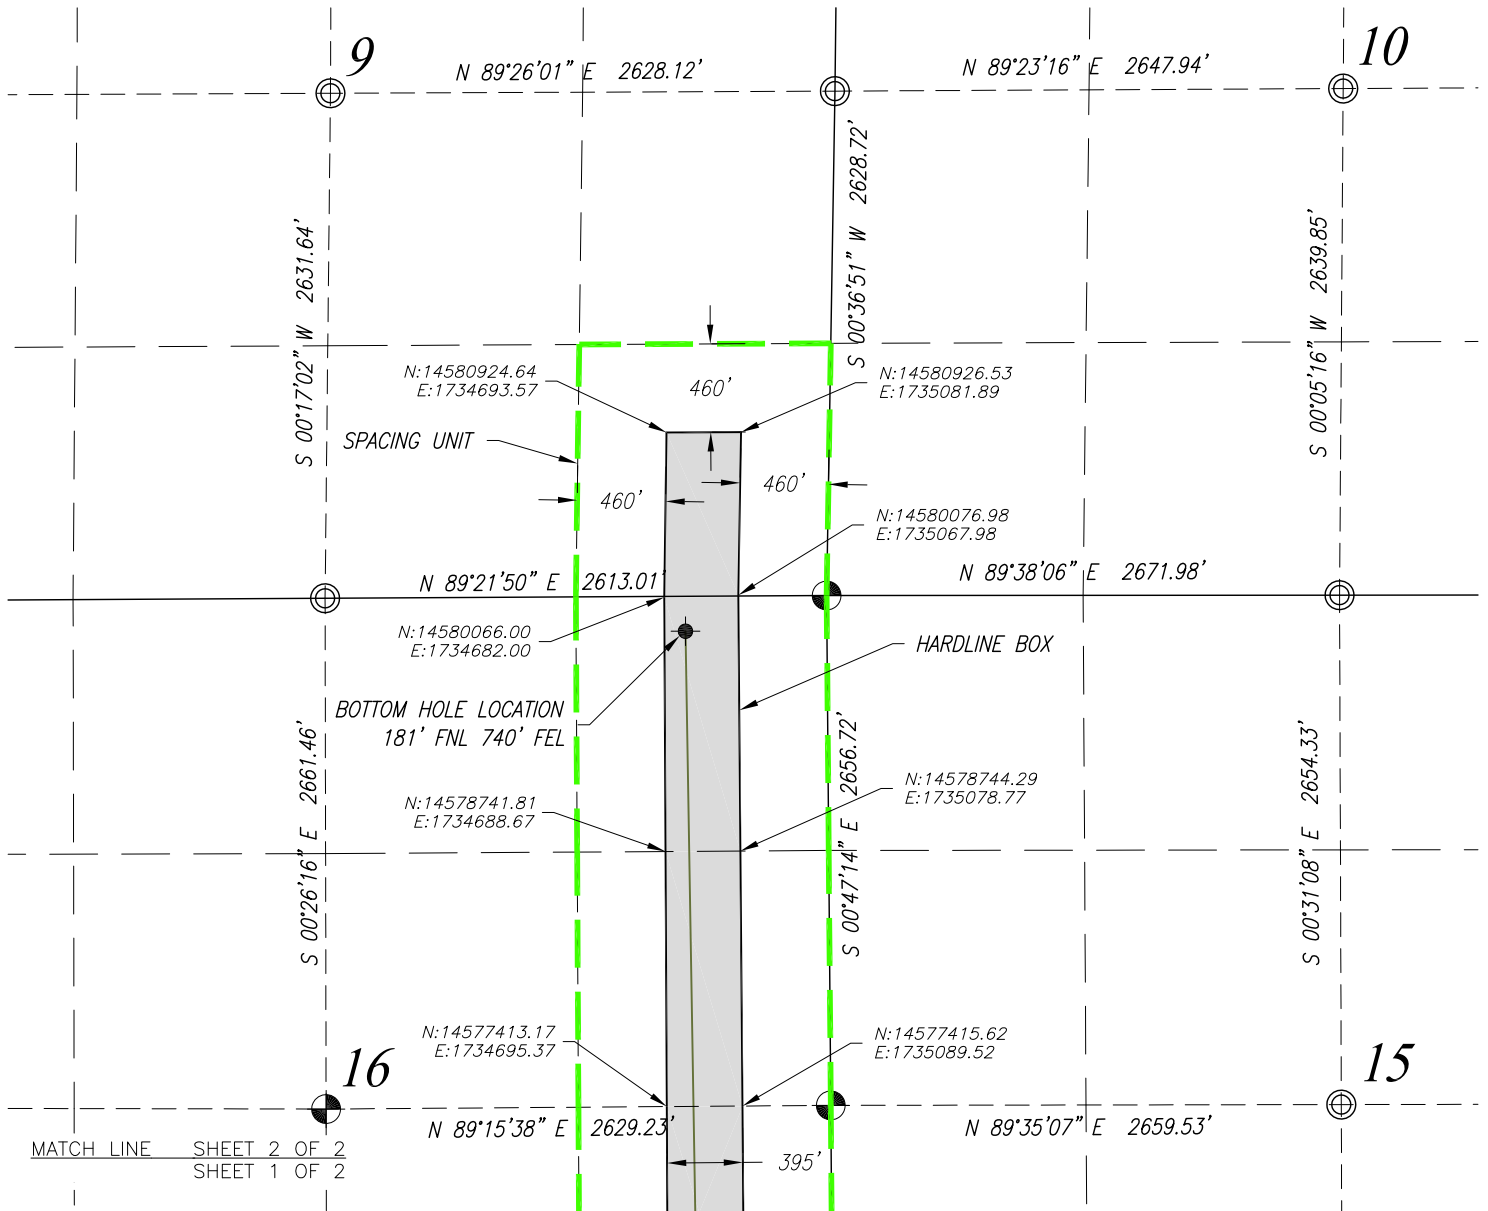 9
10
N 89°26'01" E 2628.12'
N 89°23'16" E 2647.94'
S 00°17'02" W 2631.64'
S 00°36'51" W 2628.72'
S 00°05'16" W 2639.85'
N:14580924.64
E:1734693.57
460'
N:14580926.53
E:1735081.89
SPACING UNIT
460'
460'
N:14580076.98
E:1735067.98
N 89°21'50" E 2613.01'
N 89°38'06" E 2671.98'
N:14580066.00
E:1734682.00
HARDLINE BOX
BOTTOM HOLE LOCATION
181' FNL 740' FEL
S 00°26'16" E 2661.46'
S 00°47'14" E 2656.72'
S 00°31'08" E 2654.33'
N:14578741.81
E:1734688.67
N:14578744.29
E:1735078.77
N:14577413.17
E:1734695.37
N:14577415.62
E:1735089.52
16
15
N 89°15'38" E 2629.23'
N 89°35'07" E 2659.53'
MATCH LINE SHEET 2 OF 2
SHEET 1 OF 2
395'